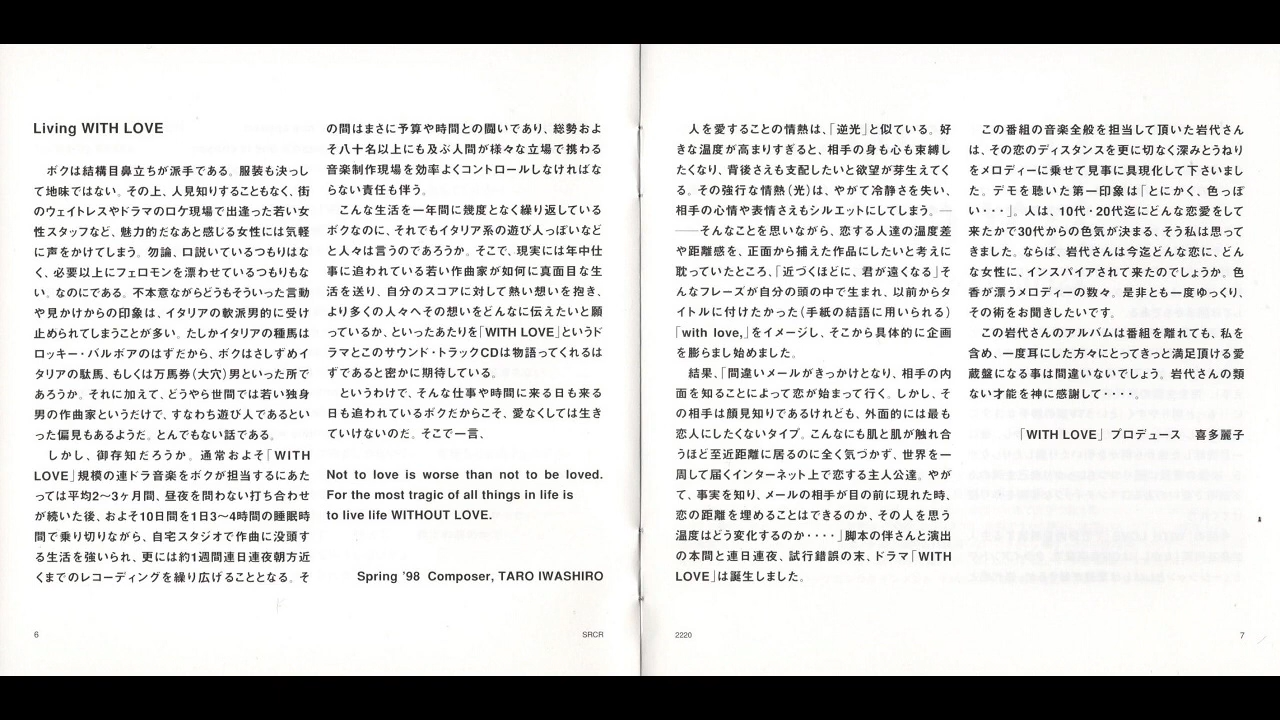 Living WITH LOVE
ボクは結構目鼻立ちが派手である。服装も決っし
て地味ではない。その上、人見知りすることもなく、街
のウェイトレスやドラマのロケ現場で出逢った若い女
性スタッフなど、魅力的だなあと感じる女性には気軽
に声をかけてしまう。勿論、口説いているつもりはな
く、必要以上にフェロモンを漂わせているつもりもな
い。なのにである。不本意ながらどうもそういった言動
や見かけからの印象は、イタリアの軟派男的に受け
止められてしまうことが多い。たしかイタリアの種馬は
ロッキー・バルボアのはずだから、ボクはさしずめイ
タリアの駄馬、もしくは万馬券(大穴)男といった所で
あろうか。それに加えて、どうやら世間では若い独身
男の作曲家というだけで、すなわち遊び人であるとい
った偏見もあるようだ。とんでもない話である。
しかし、御存知だろうか。通常およそ「WITH
LOVE」規模の連ドラ音楽をボクが担当するにあた
っては平均2〜3ヶ月間、昼夜を問わない打ち合わせ
が続いた後、およそ10日間を1日3〜4時間の睡眠時
間で乗り切りながら、自宅スタジオで作曲に没頭す
る生活を強いられ、更には約1週間連日連夜朝方近
くまでのレコーディングを繰り広げることとなる。そ
の間はまさに予算や時間との闘いであり、総勢およ
そ八十名以上にも及ぶ人間が様々な立場で携わる
音楽制作現場を効率よくコントロールしなければな
らない責任も伴う。
こんな生活を一年間に幾度となく繰り返している
ボクなのに、それでもイタリア系の遊び人っぽいなど
と人々は言うのであろうか。そこで、現実には年中仕
事に追われている若い作曲家が如何に真面目な生
活を送り、自分のスコアに対して熱い想いを抱き、
より多くの人々へその想いをどんなに伝えたいと願
っているか、といったあたりを「WITH LOVE」というド
ラマとこのサウンド・トラックCDは物語ってくれるは
ずであると密かに期待している。
というわけで、そんな仕事や時間に来る日も来る
日も追われているボクだからこそ、愛なくしては生き
ていけないのだ。そこで一言、
Not to love is worse than not to be loved.
For the most tragic of all things in life is
to live life WITHOUT LOVE.
Spring ’98 Composer, TARO IWASHIRO
6
SRCR
人を愛することの情熱は、「逆光」と似ている。好
きな温度が高まりすぎると、相手の身も心も束縛し
たくなり、背後さえも支配したいと欲望が芽生えてく
る。その強行な情熱(光)は、やがて冷静さを失い、
相手の心情や表情さえもシルエットにしてしまう。—
——そんなことを思いながら、恋する人達の温度差
や距離感を、正面から捕えた作品にしたいと考えに
耽っていたところ、「近づくほどに、君が遠くなる」そ
んなフレーズが自分の頭の中で生まれ、以前からタ
イトルに付けたかった(手紙の結語に用いられる)
「with love,」をイメージし、そこから具体的に企画
を膨らまし始めました。
結果、「間違いメールがきっかけとなり、相手の内
面を知ることによって恋が始まって行く。しかし、そ
の相手は顔見知りであるけれども、外面的には最も
恋人にしたくないタイプ。こんなにも肌と肌が触れ合
うほど至近距離に居るのに全く気づかず、世界を一
周して届くインターネット上で恋する主人公達。やが
て、事実を知り、メールの相手が目の前に現れた時、
恋の距離を埋めることはできるのか、その人を思う
温度はどう変化するのか・・・・」脚本の伴さんと演出
の本間と連日連夜、試行錯誤の末、ドラマ「WITH
LOVE」は誕生しました。
この番組の音楽全般を担当して頂いた岩代さん
は、その恋のディスタンスを更に切なく深みとうねり
をメロディーに乗せて見事に具現化して下さいまし
た。デモを聴いた第一印象は「とにかく、色っぽ
い・・・」。人は、10代・20代迄にどんな恋愛をして
来たかで30代からの色気が決まる、そう私は思って
きました。ならば、岩代さんは今迄どんな恋に、どん
な女性に、インスパイアされて来たのでしょうか。色
香が漂うメロディーの数々。是非とも一度ゆっくり、
その術をお聞きしたいです。
この岩代さんのアルバムは番組を離れても、私を
含め、一度耳にした方々にとってきっと満足頂ける愛
蔵盤になる事は間違いないでしょう。岩代さんの類
ない才能を神に感謝して・・・・。
「WITH LOVE」 プロデュース 喜多麗子
2220
7